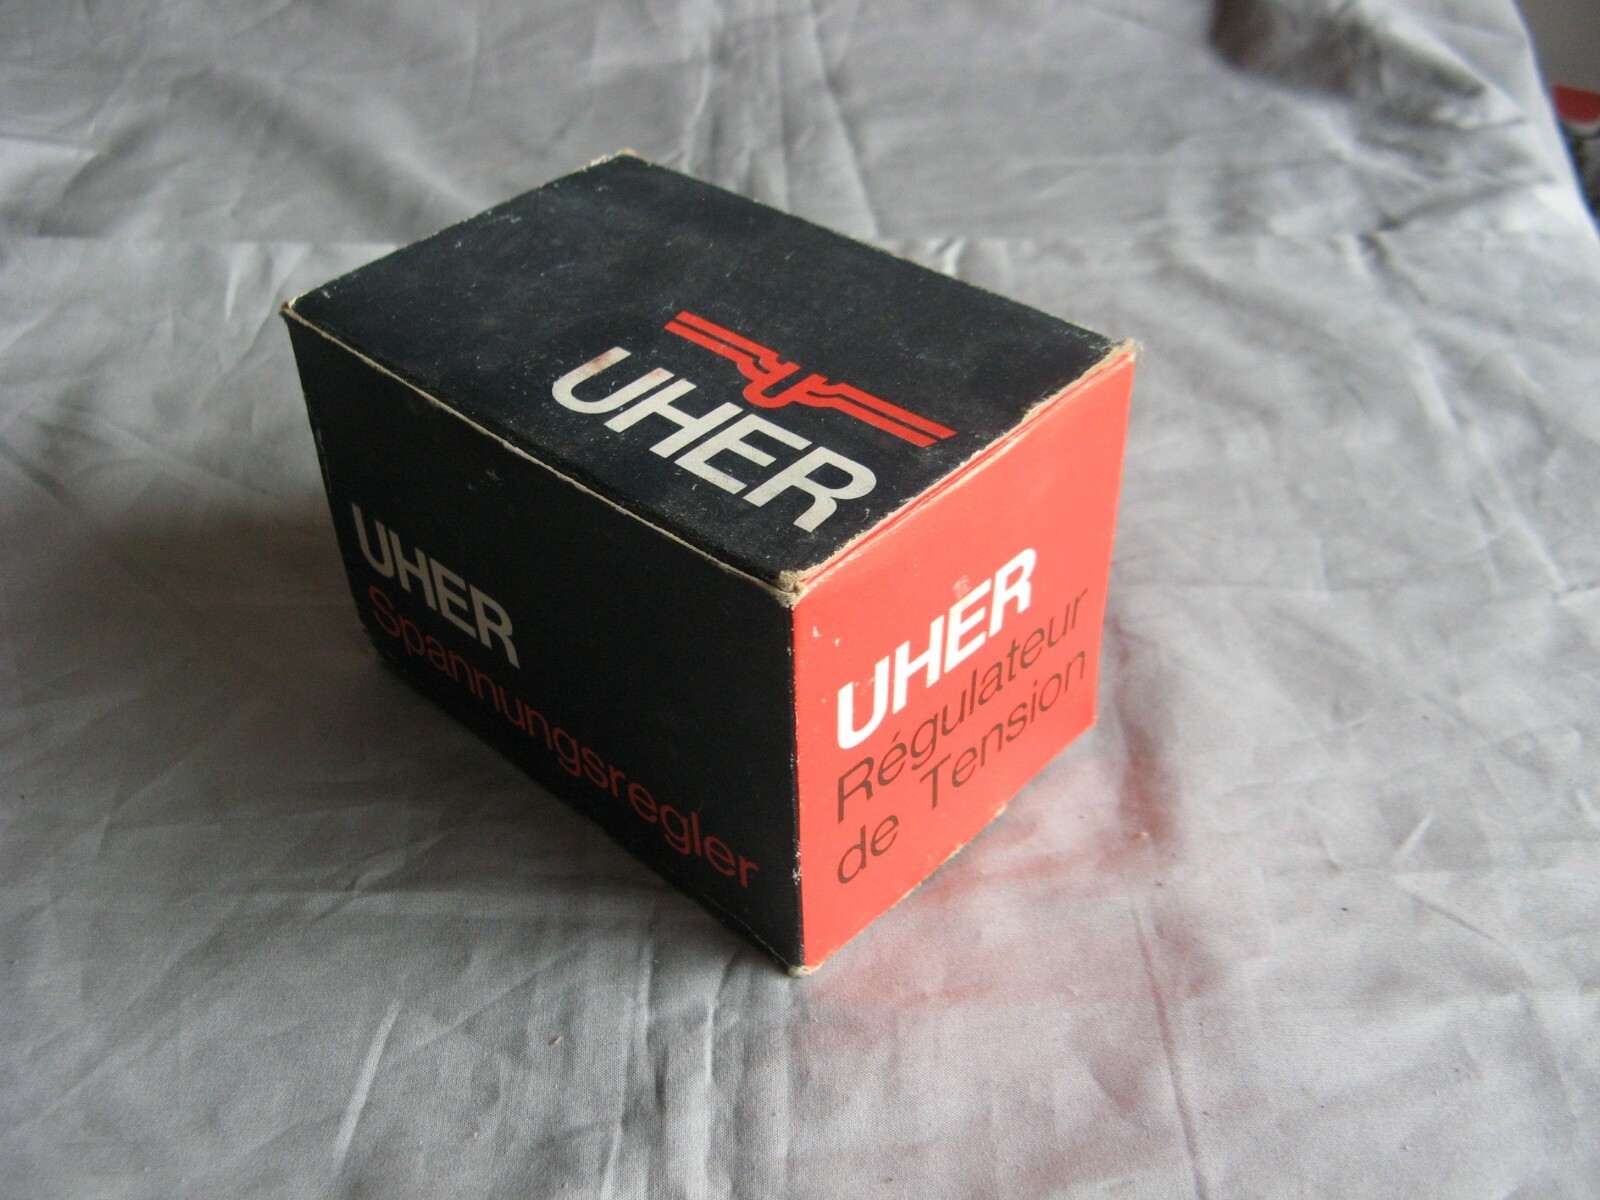 UHER
UHER
Spannungsregler
UHER
Régulateur
de Tension